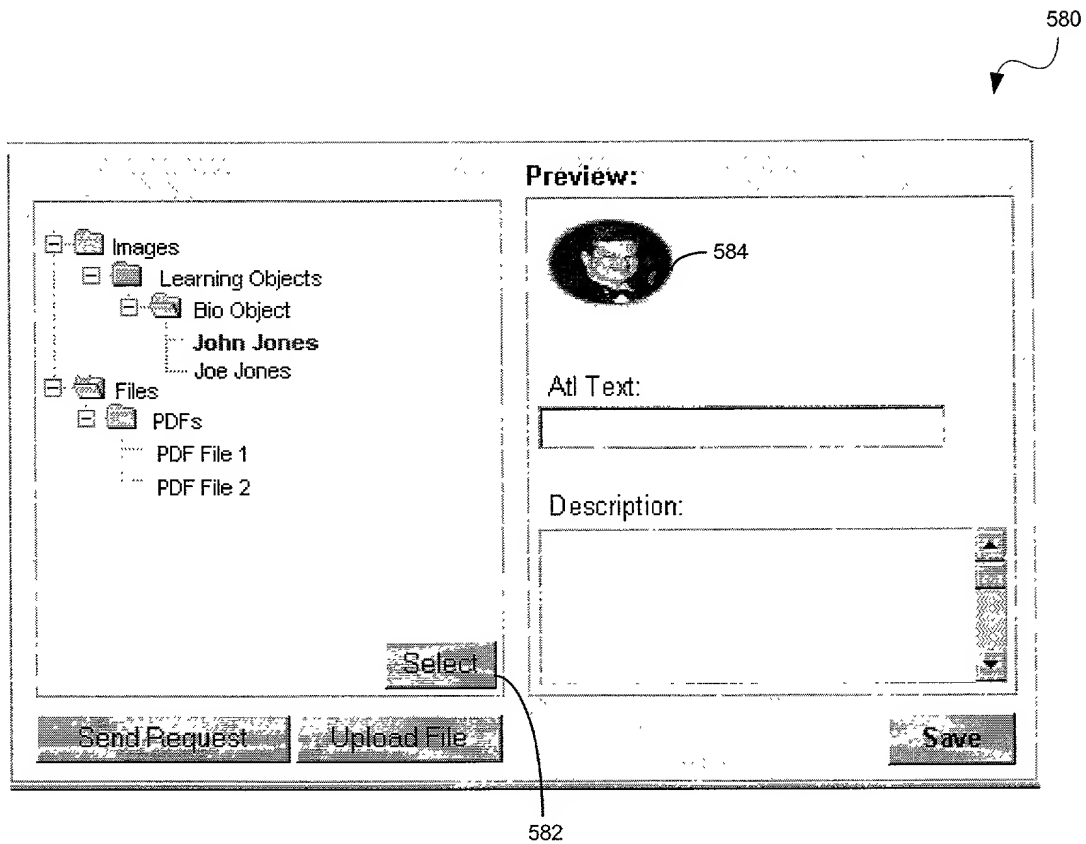 580
Preview:
Images
Learning Objects
Bio Object
John Jones
Joe Jones
Files
PDFs
PDF File 1
PDF File 2
Select
Send Request
Upload File
584
Atl Text:
Description:
Save
582